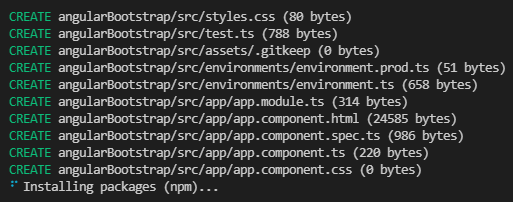 CREATE angularBootstrap/src/styles.css (80 bytes)
CREATE angularBootstrap/src/test.ts (788 bytes)
CREATE angularBootstrap/src/assets/.gitkeep (0 bytes)
CREATE angularBootstrap/src/environments/environment.prod.ts (51 bytes)
CREATE angularBootstrap/src/environments/environment.ts (658 bytes)
CREATE angularBootstrap/src/app/app.module.ts (314 bytes)
CREATE angularBootstrap/src/app/app.component.html (24585 bytes)
CREATE angularBootstrap/src/app/app.component.spec.ts (986 bytes)
CREATE angularBootstrap/src/app/app.component.ts (220 bytes)
CREATE angularBootstrap/src/app/app.component.css (0 bytes)
Installing packages (npm)...